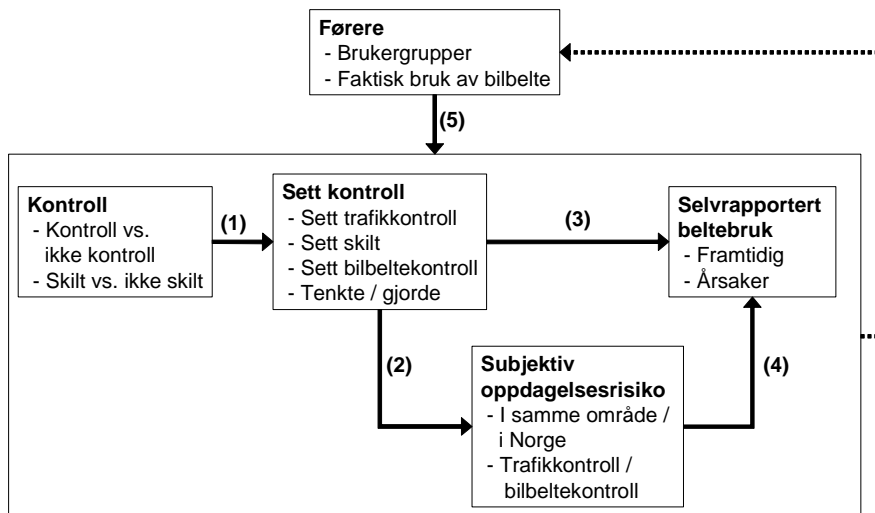 Førere
- Brukergrupper
- Faktisk bruk av bilbelte
(5)
Kontroll
- Kontroll vs.
ikke kontroll
- Skilt vs. ikke skilt
(1)
Sett kontroll
- Sett trafikkontroll
- Sett skilt
- Sett bilbeltekontroll
- Tenkte / gjorde
(3)
Selvrapportert
beltebruk
- Framtidig
- Årsaker
(2)
Subjektiv
oppdagelsesrisiko
- I samme område /
i Norge
- Trafikkontroll /
bilbeltekontroll
(4)